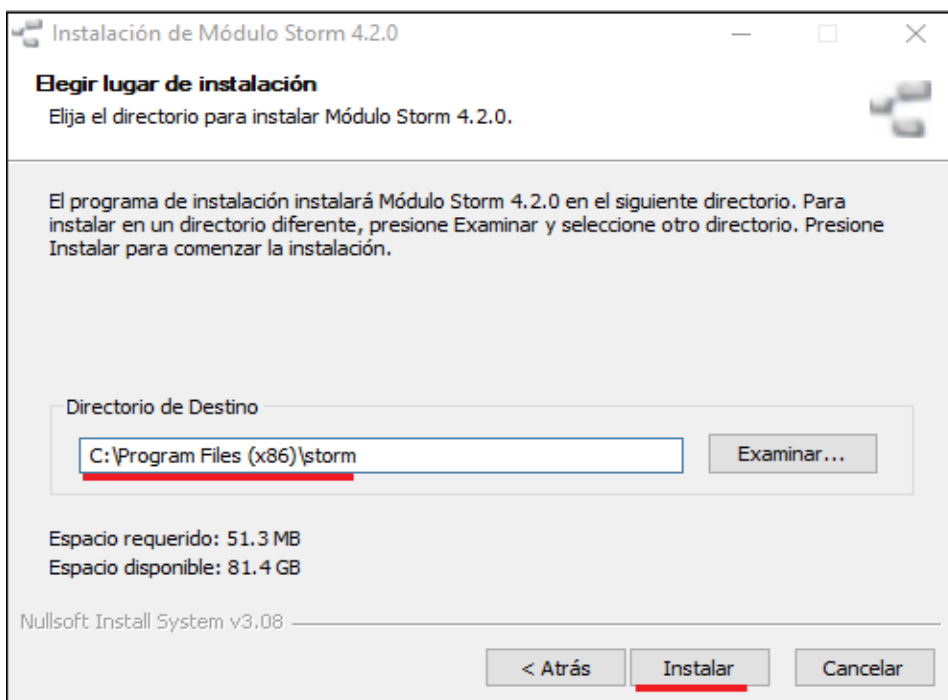 Instalación de Módulo Storm 4.2.0
Elegir lugar de instalación
Elija el directorio para instalar Módulo Storm 4.2.0.
El programa de instalación instalará Módulo Storm 4.2.0 en el siguiente directorio. Para
instalar en un directorio diferente, presione Examinar y seleccione otro directorio. Presione
Instalar para comenzar la instalación.
Directorio de Destino
C:\Program Files (x86)\storm
Examinar...
Espacio requerido: 51.3 MB
Espacio disponible: 81.4 GB
Nullsoft Install System v3.08
< Atrás
Instalar
Cancelar